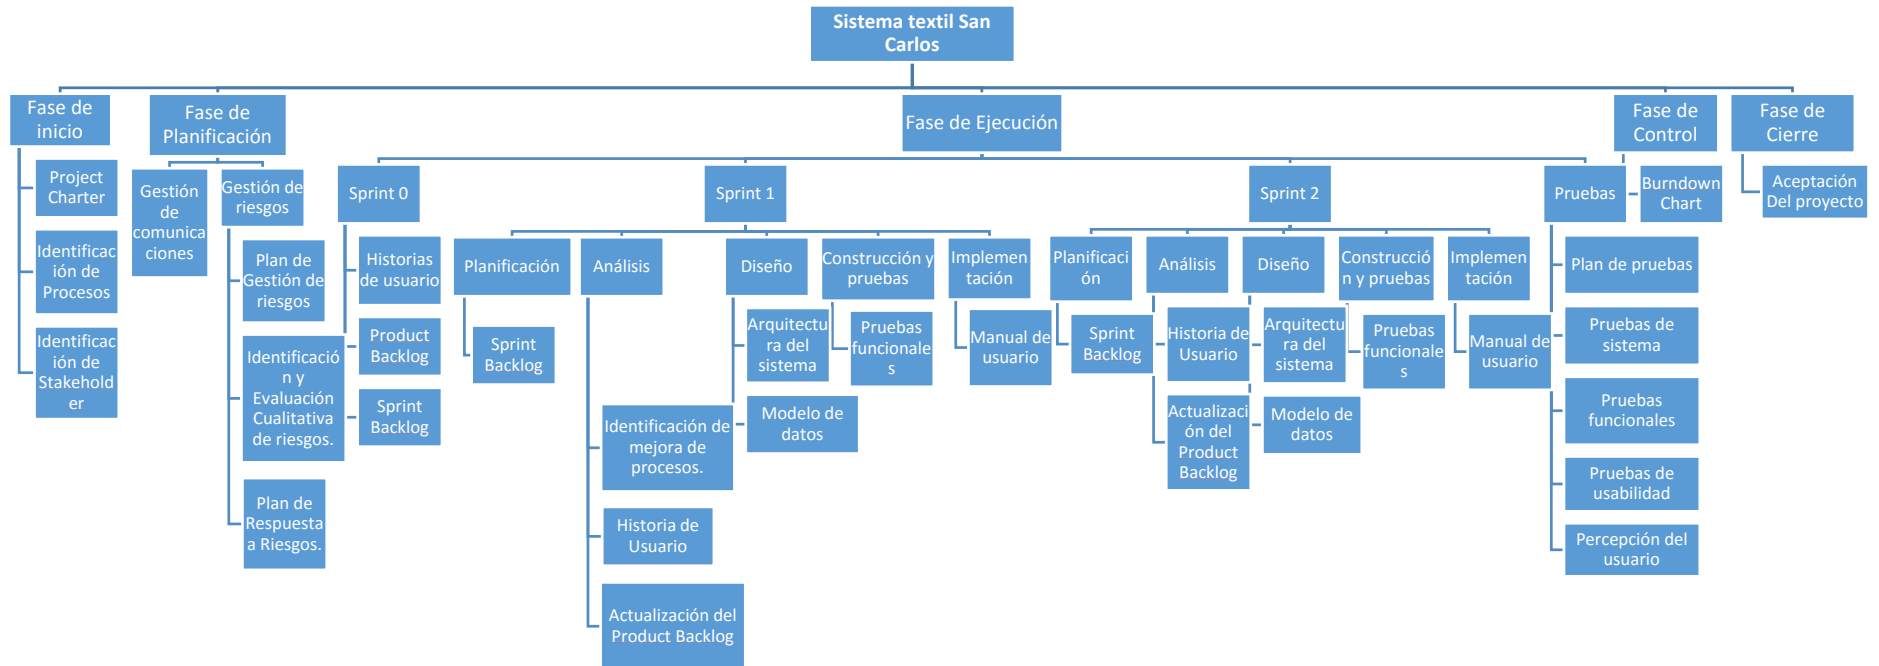 Sistema textil San
Carlos
Fase de
inicio
Project
Charter
Identificac
ión de
Procesos
Identificac
ión de
Stakehold
er
Fase de
Planificación
Gestión
de
comunica
ciones
Gestión de
riesgos
Plan de
Gestión de
riesgos
Identificació
n y
Evaluación
Cualitativa
de riesgos.
Plan de
Respuesta
a Riesgos.
Fase de Ejecución
Sprint 0
Historias
de usuario
Product
Backlog
Sprint
Backlog
Sprint 1
Planificación
Sprint
Backlog
Análisis
Identificación de
mejora de
procesos.
Historia de
Usuario
Actualización del
Product Backlog
Diseño
Arquitectu
ra del
sistema
Modelo de
datos
Construcción y
pruebas
Pruebas
funcionale
s
Implemen
tación
Manual de
usuario
Sprint 2
Planificaci
ón
Sprint
Backlog
Análisis
Historia de
Usuario
Actualizaci
ón del
Product
Backlog
Diseño
Arquitectu
ra del
sistema
Modelo de
datos
Construcció
n y pruebas
Pruebas
funcionale
s
Implemen
tación
Manual de
usuario
Pruebas
Plan de pruebas
Pruebas de
sistema
Pruebas
funcionales
Pruebas de
usabilidad
Percepción del
usuario
Fase de
Control
Burndown
Chart
Fase de
Cierre
Aceptación
Del proyecto